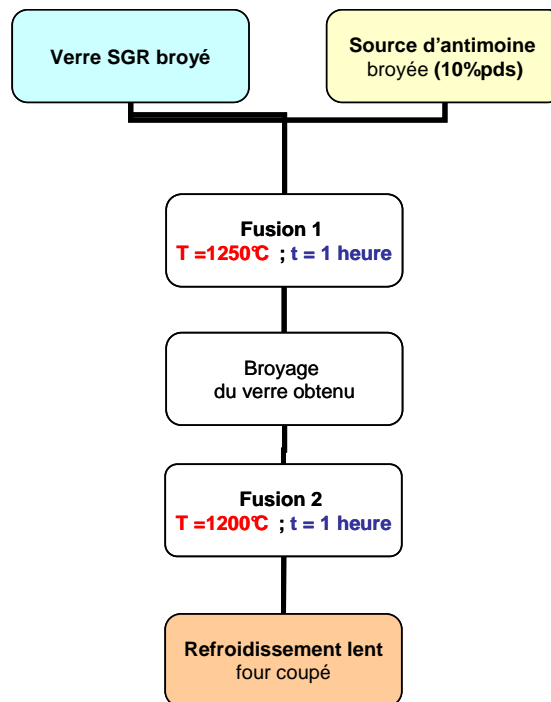 Verre SGR broyé
Source d'antimoine
broyée (10%pds)
Fusion 1
T =1250℃ ; t = 1 heure
Broyage
du verre obtenu
Fusion 2
T =1200℃ ; t = 1 heure
Refroidissement lent
four coupé